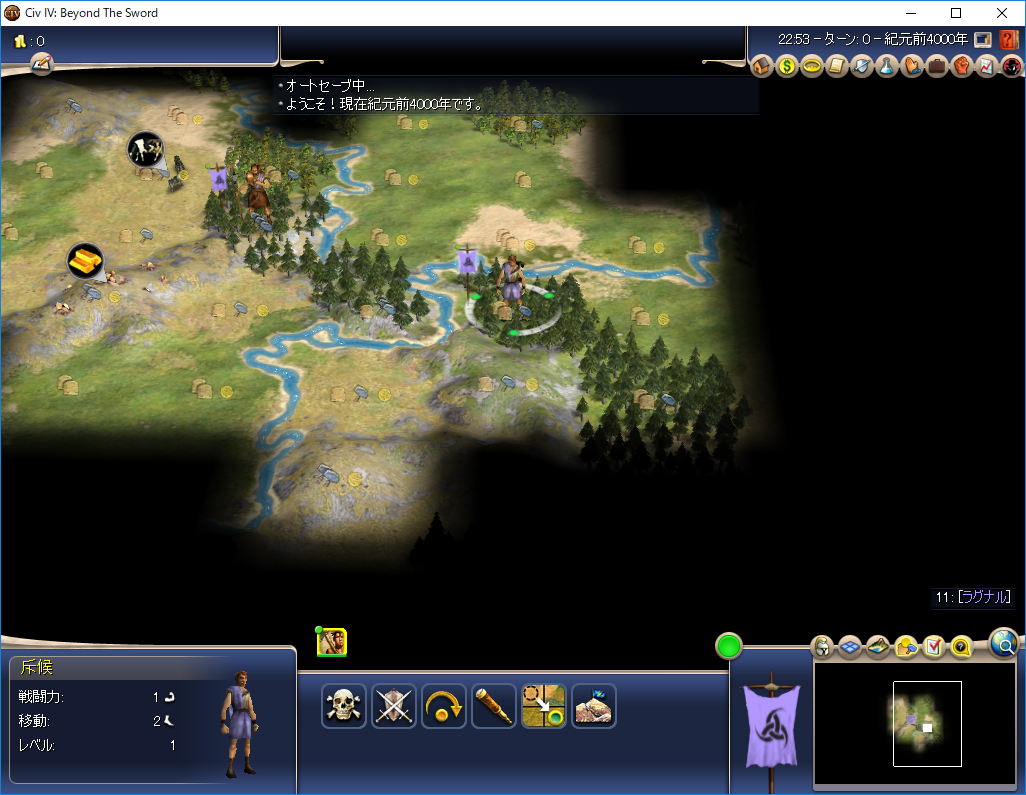 Civ IV: Beyond The Sword
: 0
22:53 - ターン: 0 - 紀元前4000年
•オートセーブ中...
•ようこそ！現在紀元前4000年です。
11: [ラグナル]
斥候
戦闘力: 1
移動: 2
レベル: 1